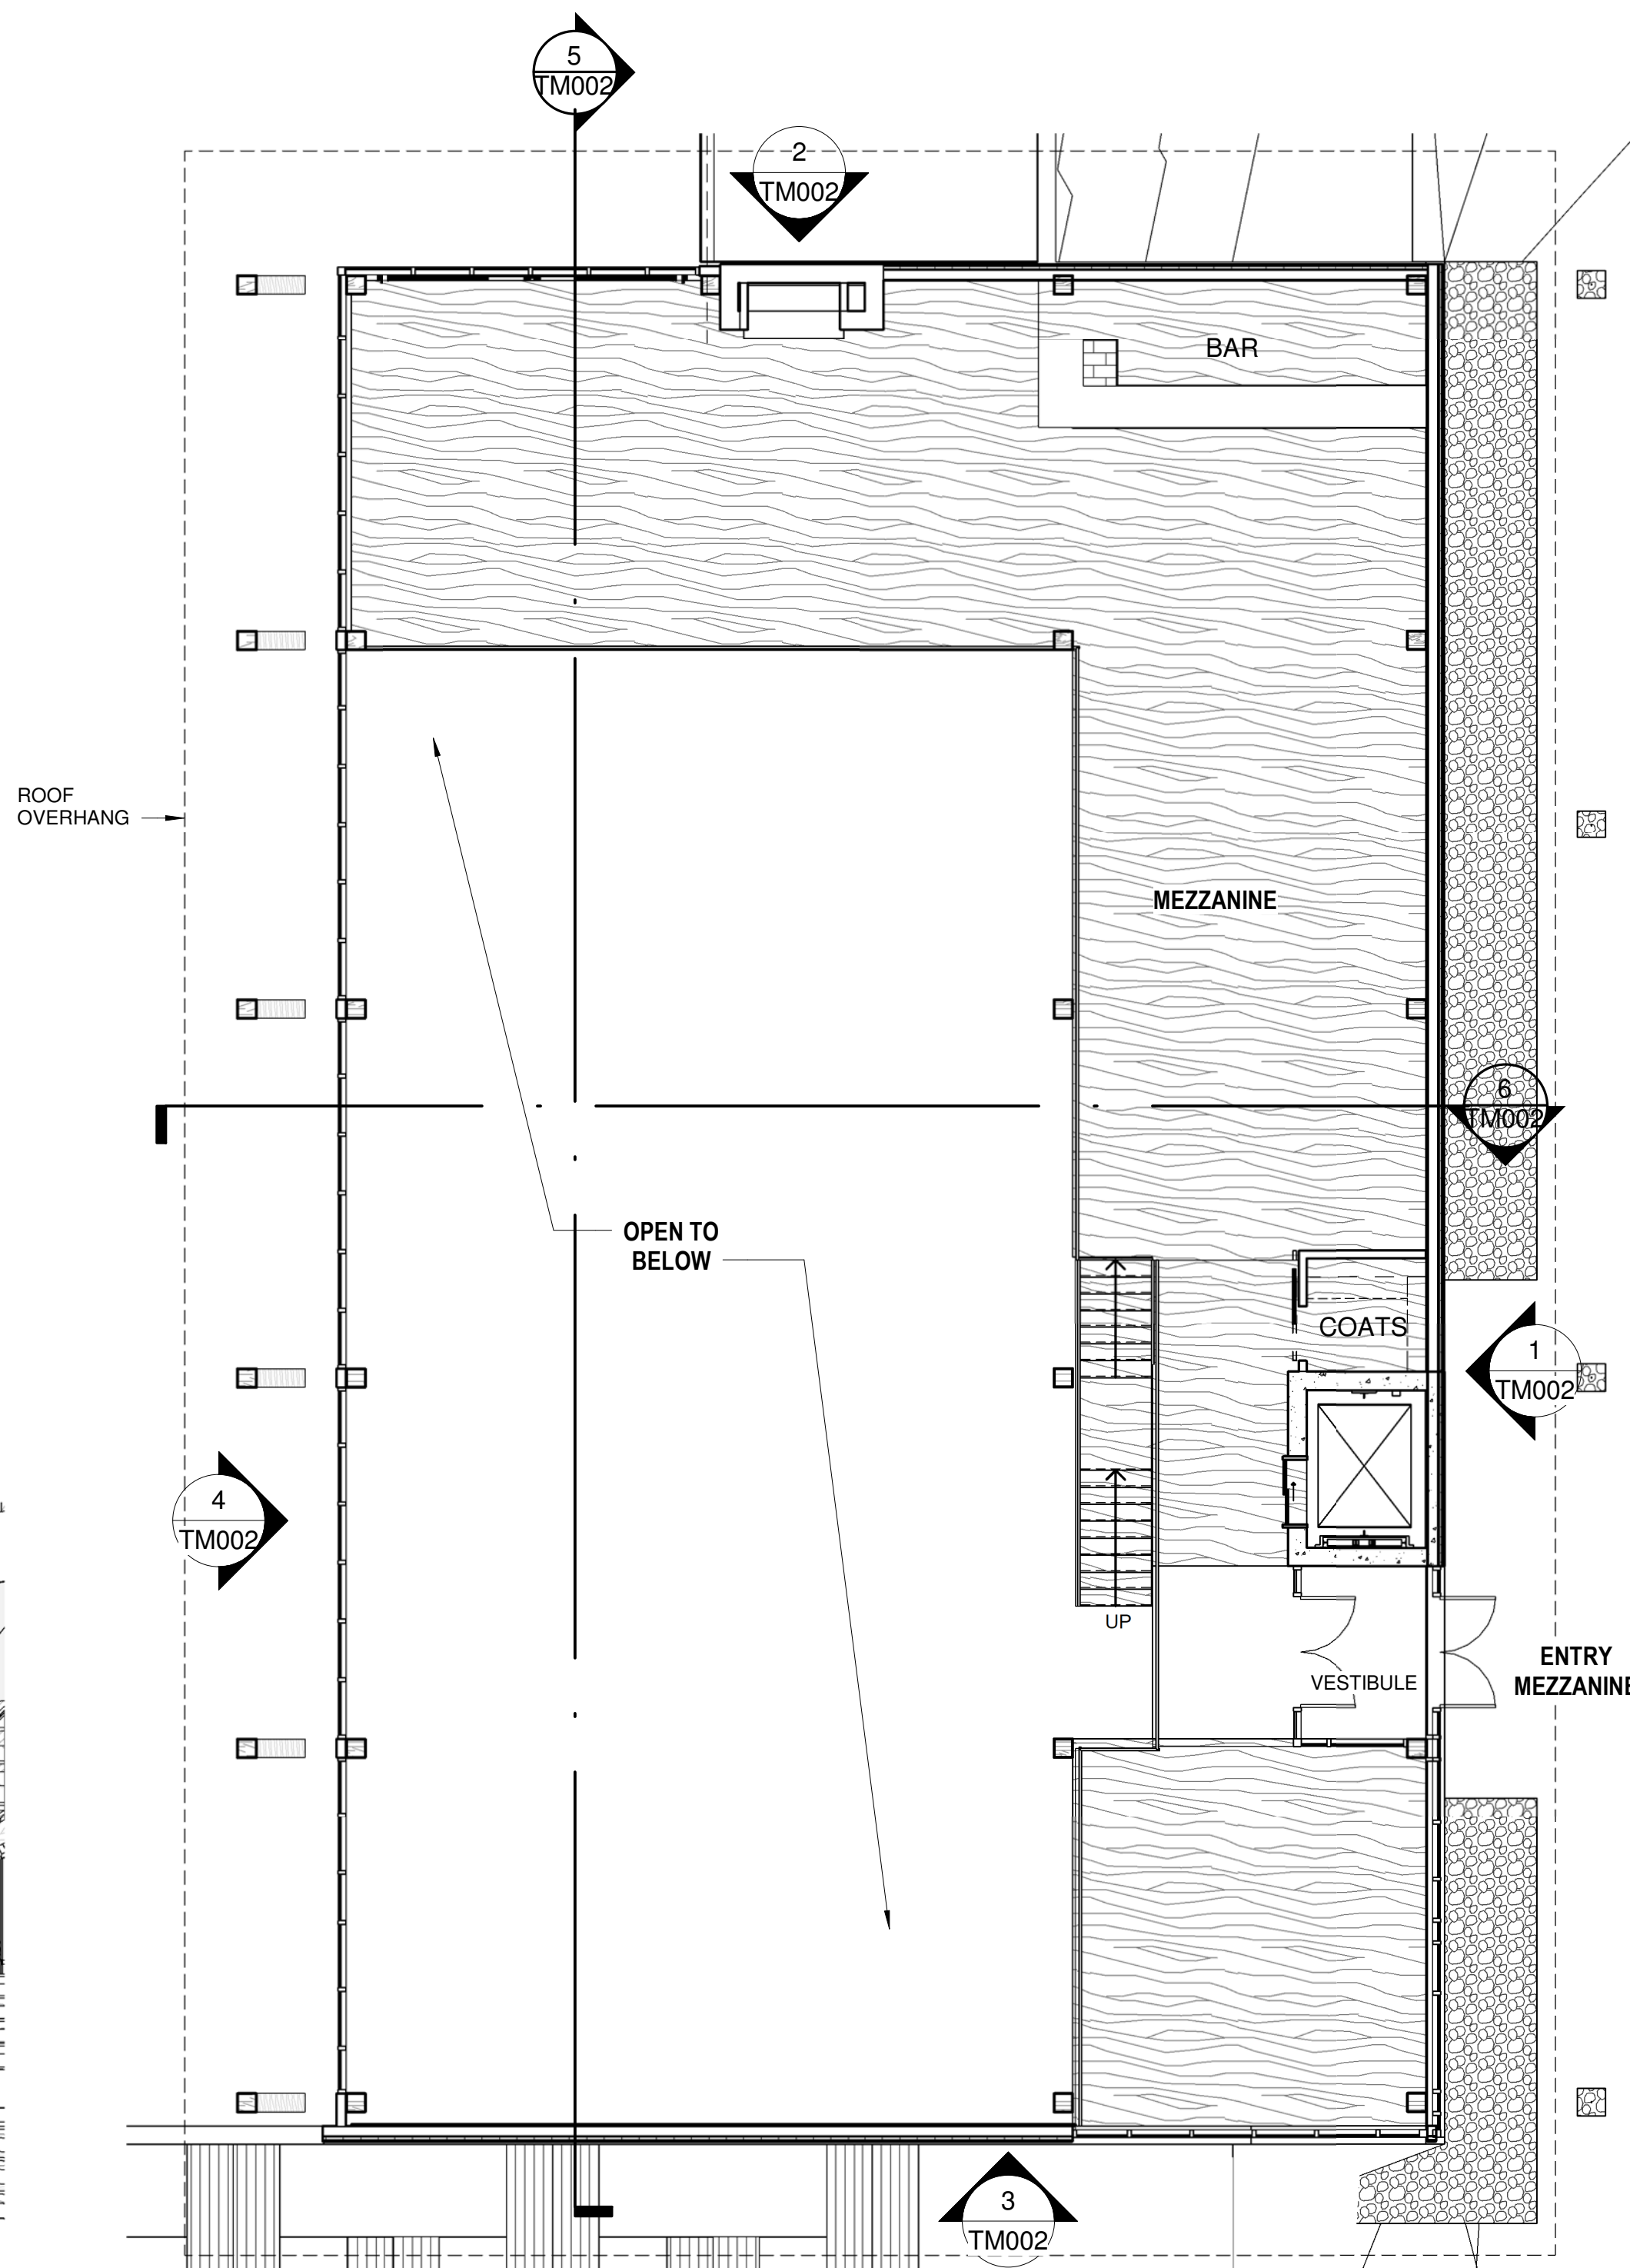 5
TM002
2
TM002
BAR
ROOF
OVERHANG
MEZZANINE
6
TM002
OPEN TO
BELOW
COATS
1
TM002
4
TM002
UP
VESTIBULE
ENTRY
MEZZANINE
3
TM002